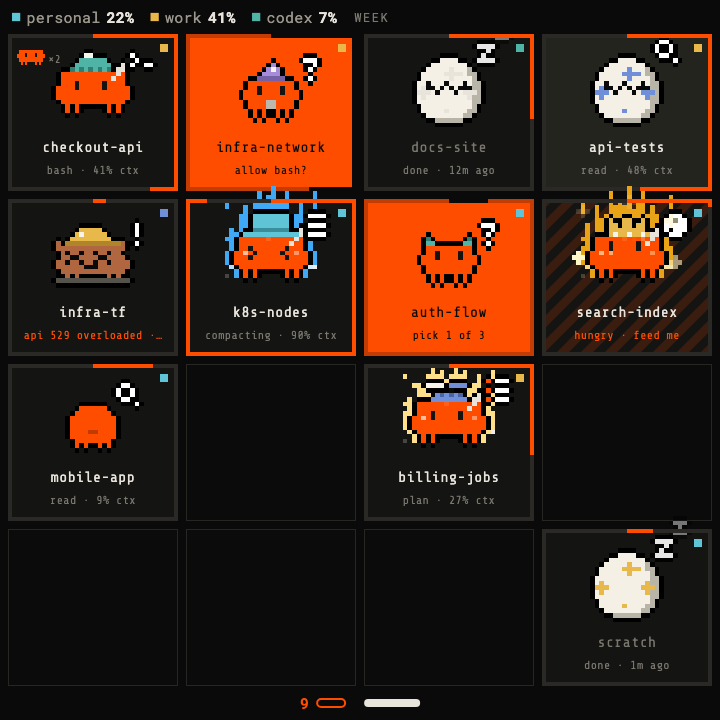 personal 22% work 41% codex 7% WEEK
×2
checkout-api
bash · 41% ctx
infra-network
allow bash?
docs-site
done · 12m ago
api-tests
read · 48% ctx
infra-tf
api 529 overloaded ·…
k8s-nodes
compacting · 90% ctx
auth-flow
pick 1 of 3
search-index
hungry · feed me
mobile-app
read · 9% ctx
billing-jobs
plan · 27% ctx
scratch
done · 1m ago
9